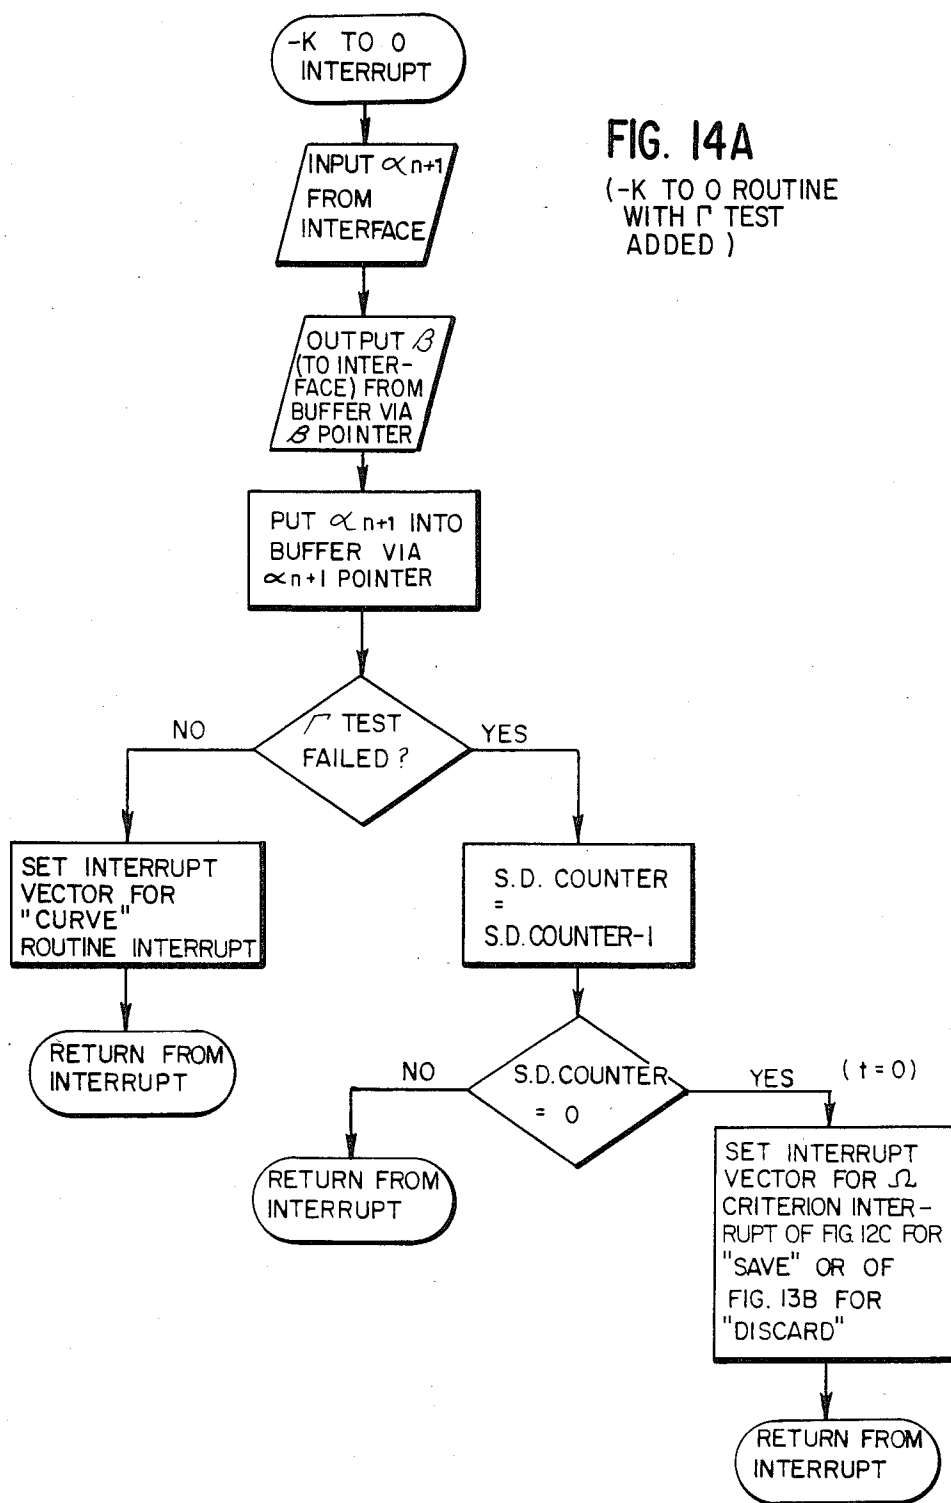 -K TO 0
INTERRUPT
FIG. 14A
(-K TO 0 ROUTINE
WITH Γ TEST
ADDED)
INPUT ∝n+1
FROM
INTERFACE
OUTPUT β
(TO INTER-
FACE) FROM
BUFFER VIA
β POINTER
PUT ∝n+1 INTO
BUFFER VIA
∝n+1 POINTER
Γ TEST
FAILED?
NO
YES
SET INTERRUPT
VECTOR FOR
"CURVE"
ROUTINE INTERRUPT
S.D. COUNTER
=
S.D. COUNTER-1
RETURN FROM
INTERRUPT
S.D. COUNTER
= 0
NO
YES
(t=0)
RETURN FROM
INTERRUPT
SET INTERRUPT
VECTOR FOR Ω
CRITERION INTER-
RUPT OF FIG. 12C FOR
"SAVE" OR OF
FIG. 13B FOR
"DISCARD"
RETURN FROM
INTERRUPT